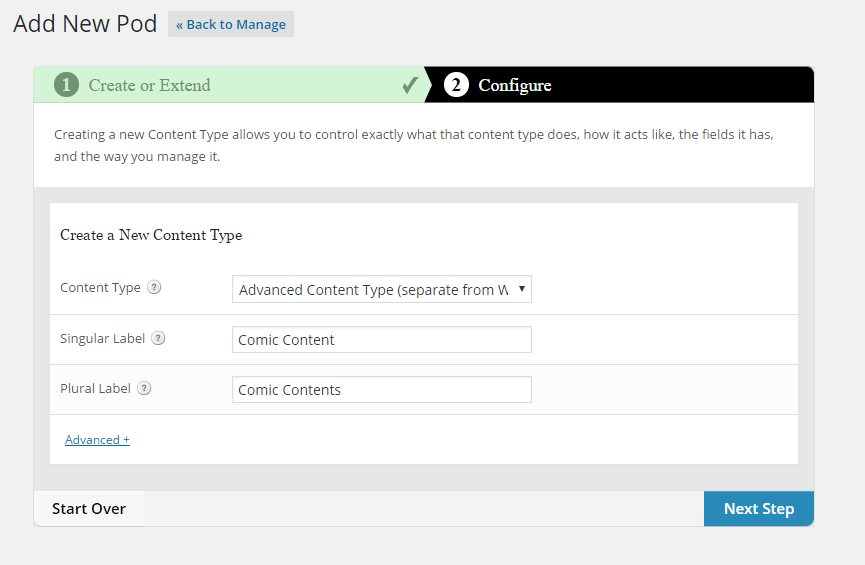 Add New Pod « Back to Manage
1 Create or Extend ✔ 2 Configure
Creating a new Content Type allows you to control exactly what that content type does, how it acts like, the fields it has,
and the way you manage it.
Create a New Content Type
Content Type ? Advanced Content Type (separate from W ▼
Singular Label ? Comic Content
Plural Label ? Comic Contents
Advanced +
Start Over Next Step